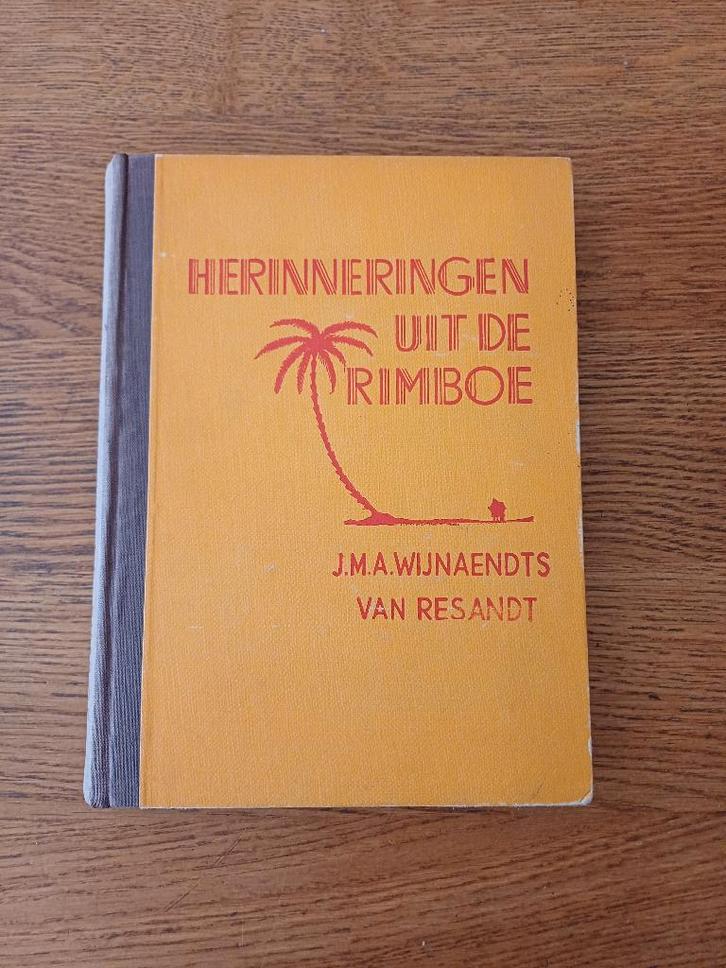 HERINNERINGEN
UIT DE
RIMBOE
J.M.A. WIJNAENDTS
VAN RESANDT